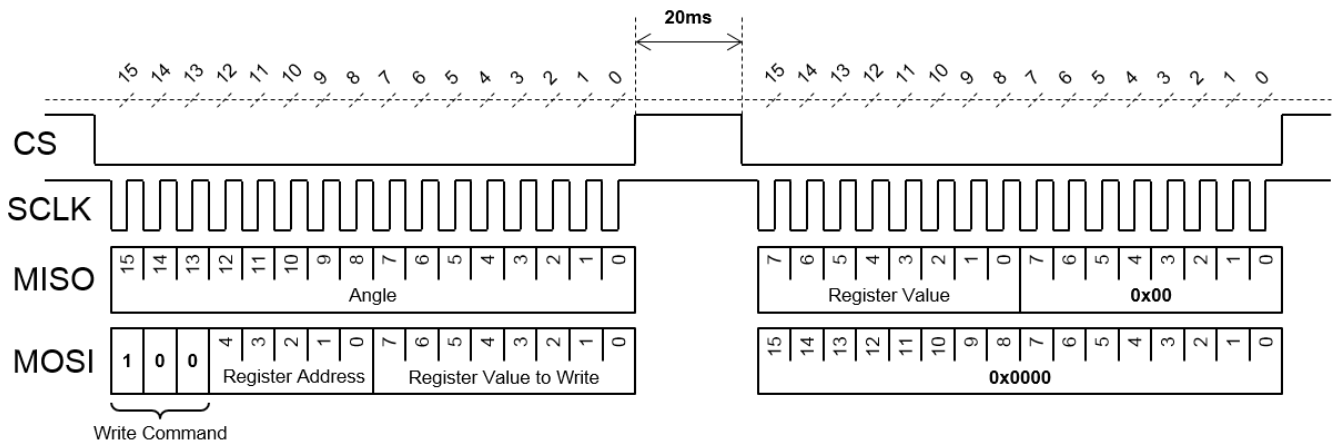 20ms
15 14 13 12 11 10 9 8 7 6 5 4 3 2 1 0 15 14 13 12 11 10 9 8 7 6 5 4 3 2 1 0
CS
SCLK
MISO 15 14 13 12 11 10 9 8 7 6 5 4 3 2 1 0 7 6 5 4 3 2 1 0 7 6 5 4 3 2 1 0
Angle Register Value 0x00
MOSI 1 0 0 4 3 2 1 0 7 6 5 4 3 2 1 0 15 14 13 12 11 10 9 8 7 6 5 4 3 2 1 0
Register Address Register Value to Write 0x0000
Write Command